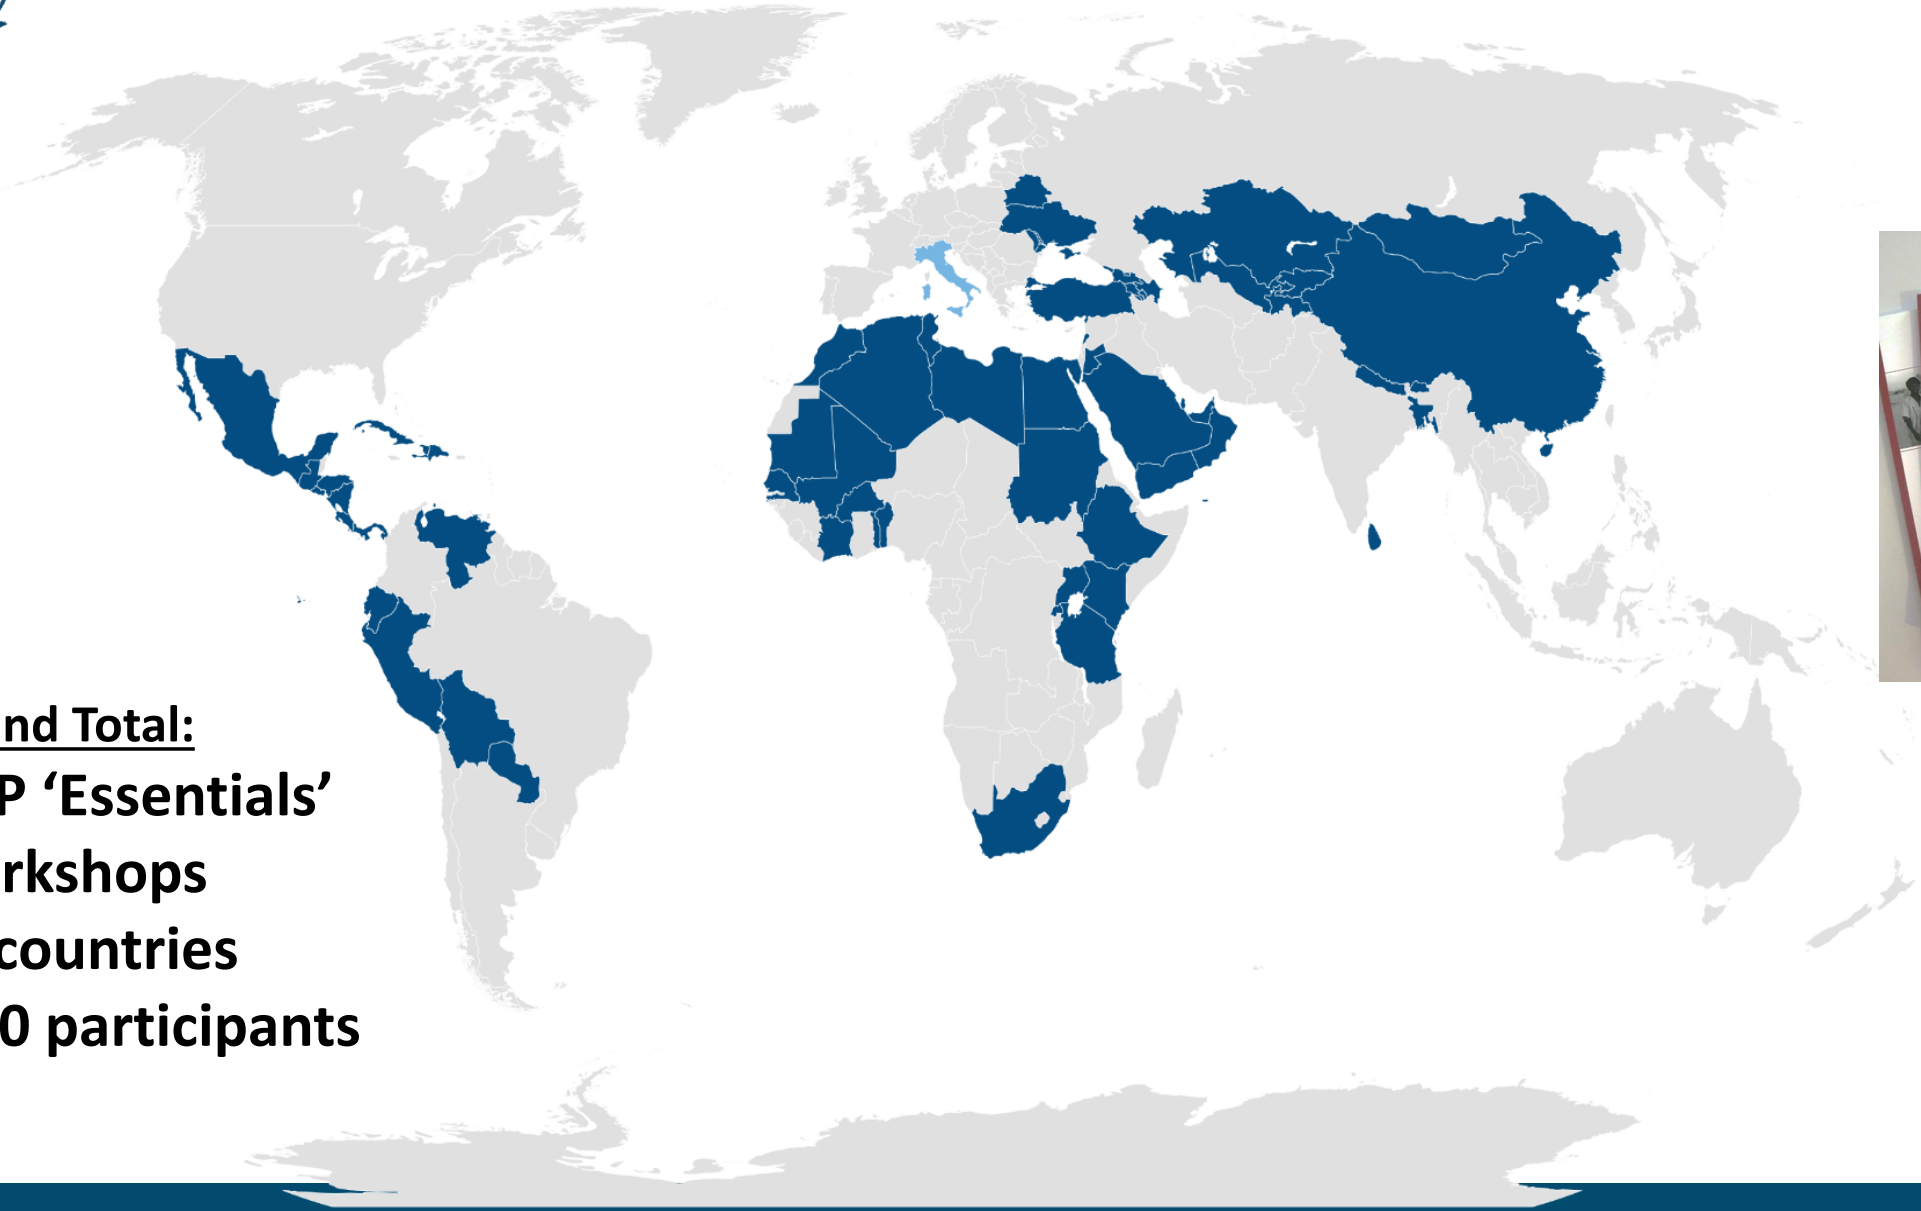 nd Total:
P ‘Essentials’
rkshops
countries
0 participants